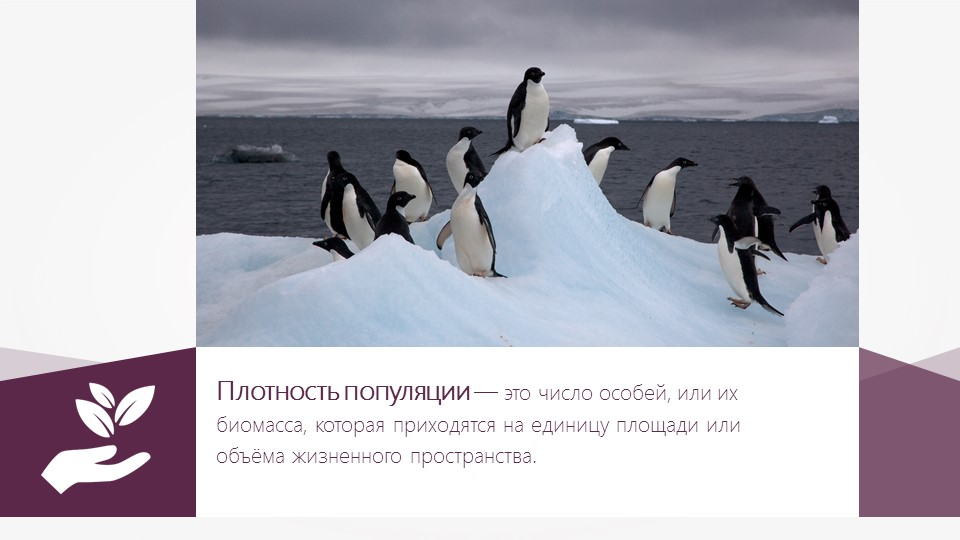 Плотность популяции — это число особей, или их
биомасса, которая приходятся на единицу площади или
объёма жизненного пространства.